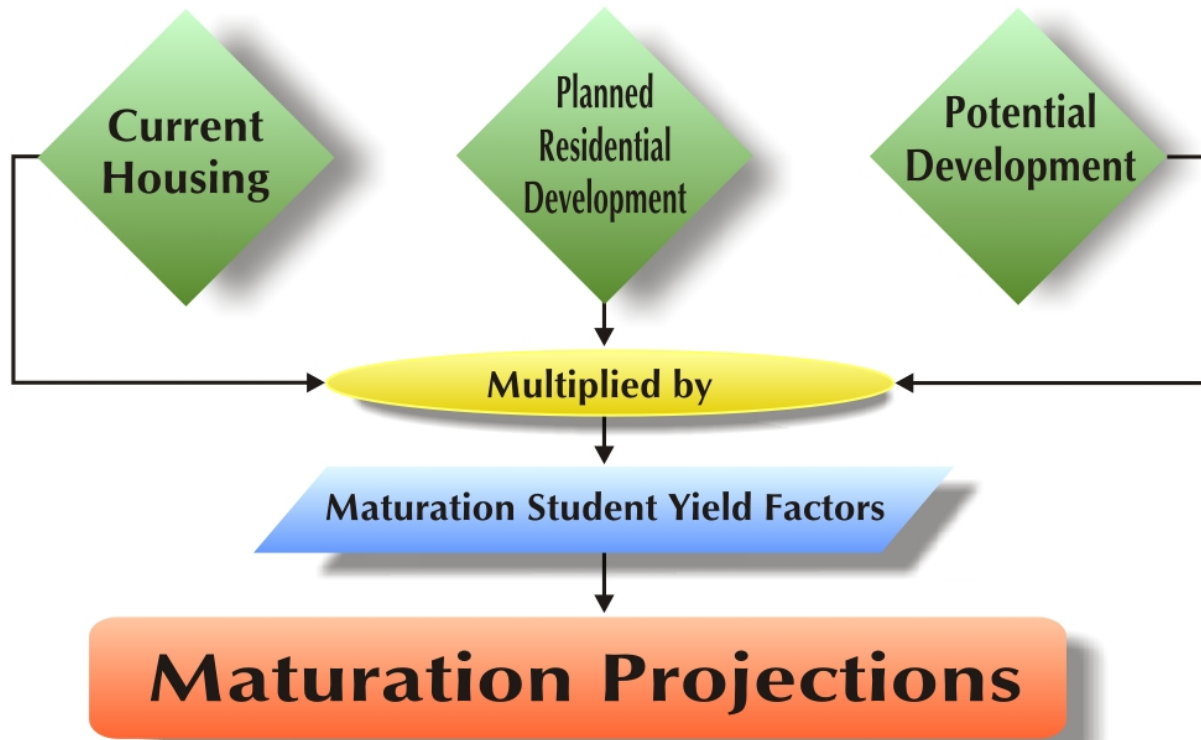 Current
Housing
Planned
Residential
Development
Potential
Development
Multiplied by
Maturation Student Yield Factors
Maturation Projections